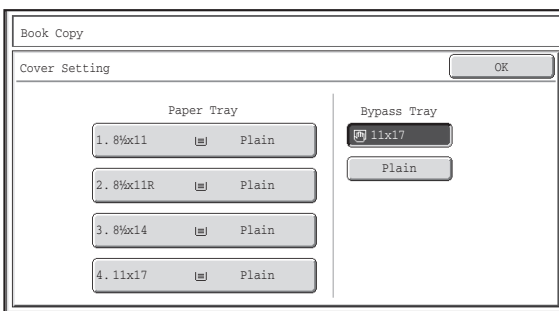 Book Copy
Cover Setting
OK
Paper Tray
1. 8½x11 Plain
2. 8½x11R Plain
3. 8½x14 Plain
4. 11x17 Plain
Bypass Tray
11x17
Plain